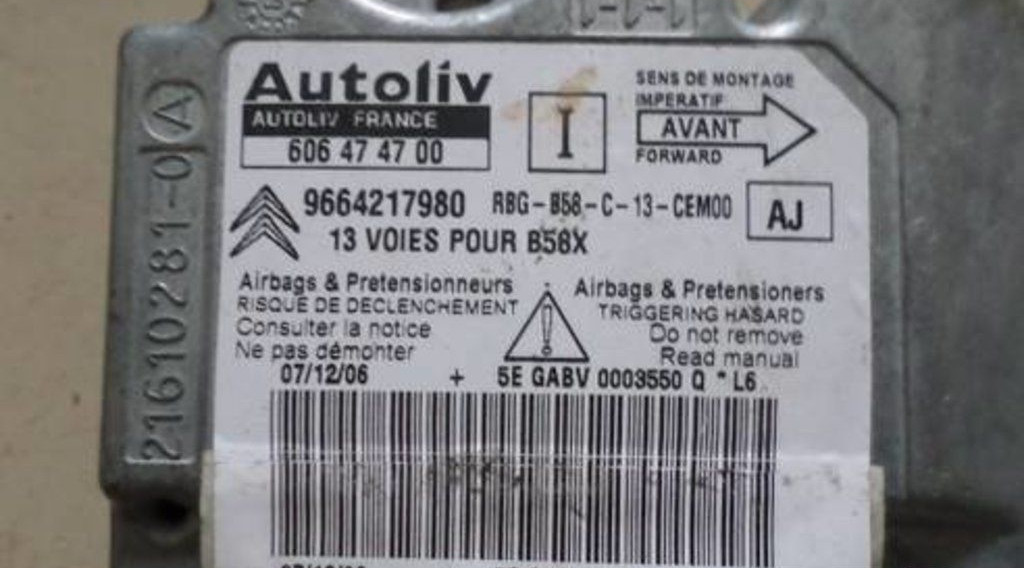 Autoliv
AUTOLIV FRANCE
606 47 47 00
I
SENS DE MONTAGE
IMPERATIF
AVANT
FORWARD
9664217980 RBG-B58-C-13-CEM00 AJ
13 VOIES POUR B58X
Airbags & Pretensionneurs
RISQUE DE DECLENCHEMENT
Consulter la notice
Ne pas démonter
!
Airbags & Pretensioners
TRIGGERING HASARD
Do not remove
Read manual
07/12/06 + 5E GABV 0003550 Q * L6
21610281-0 A